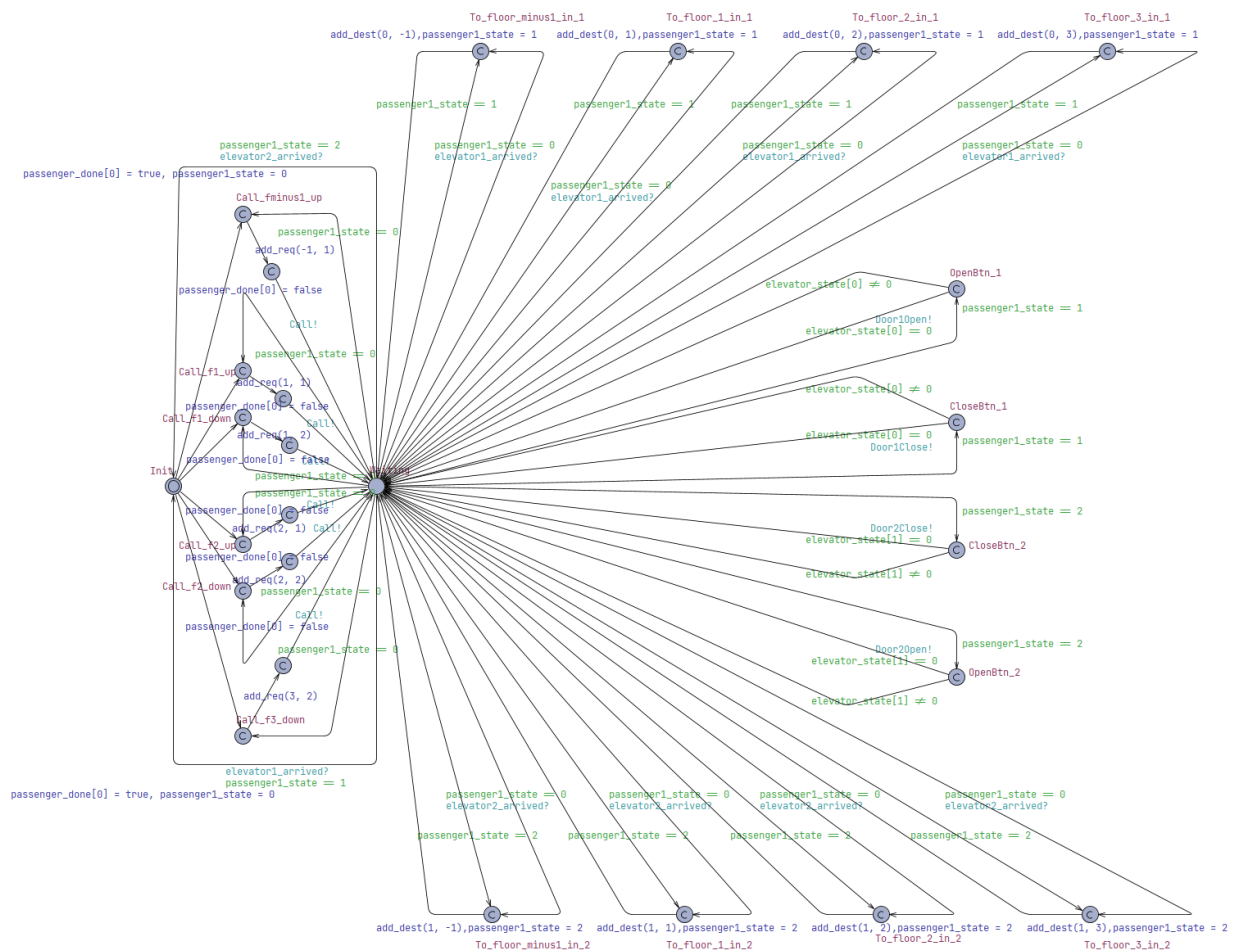 To_floor_minus1_in_1
To_floor_1_in_1
To_floor_2_in_1
To_floor_3_in_1
add_dest(0, -1),passenger1_state = 1
add_dest(0, 1),passenger1_state = 1
add_dest(0, 2),passenger1_state = 1
add_dest(0, 3),passenger1_state = 1
C
C
C
C
passenger1_state == 1
passenger1_state == 1
passenger1_state == 1
passenger1_state == 1
passenger1_state == 2
elevator2_arrived?
passenger1_state == 0
elevator1_arrived?
passenger1_state == 0
elevator1_arrived?
passenger1_state == 0
elevator1_arrived?
passenger_done[0] = true, passenger1_state = 0
passenger1_state == 0
elevator1_arrived?
Call_fminus1_up
C
passenger1_state == 0
add_req(-1, 1)
C
passenger_done[0] = false
Call!
OpenBtn_1
elevator_state[0] ≠ 0
C
passenger1_state == 1
Door1Open!
elevator_state[0] == 0
passenger1_state == 0
Call_f1_up
C
add_req(1, 1)
C
elevator_state[0] ≠ 0
passenger_done[0] = false
CloseBtn_1
Call_f1_down
C
Call!
C
add_req(1, 2)
elevator_state[0] == 0
passenger1_state == 1
C
Door1Close!
passenger_done[0] = false
Call!
Init
Waiting
passenger1_state == 0
passenger1_state == 0
Call!
passenger_done[0] = false
C
passenger1_state == 2
add_req(2, 1)
Call!
Door2Close!
elevator_state[1] == 0
Call_f2_up
C
C
CloseBtn_2
passenger_done[0] = false
C
add_req(2, 2)
elevator_state[1] ≠ 0
Call_f2_down
C
passenger1_state == 0
Call!
passenger_done[0] = false
passenger1_state == 2
passenger1_state == 0
Door2Open!
elevator_state[1] == 0
C
C
OpenBtn_2
add_req(3, 2)
elevator_state[1] ≠ 0
Call_f3_down
C
elevator1_arrived?
passenger1_state == 1
passenger_done[0] = true, passenger1_state = 0
passenger1_state == 0
elevator2_arrived?
passenger1_state == 0
elevator2_arrived?
passenger1_state == 0
elevator2_arrived?
passenger1_state == 0
elevator2_arrived?
passenger1_state == 2
passenger1_state == 2
passenger1_state == 2
passenger1_state == 2
C
C
C
C
add_dest(1, -1),passenger1_state = 2
add_dest(1, 1),passenger1_state = 2
add_dest(1, 2),passenger1_state = 2
add_dest(1, 3),passenger1_state = 2
To_floor_minus1_in_2
To_floor_1_in_2
To_floor_2_in_2
To_floor_3_in_2